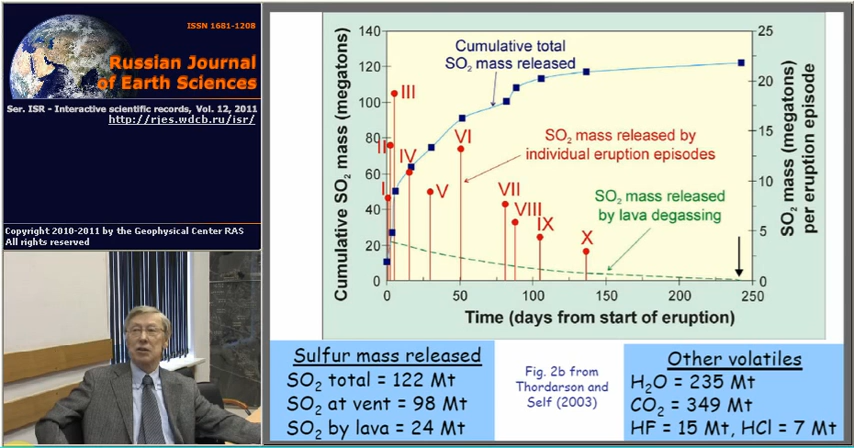 ISSN 1681-1208
Russian Journal
of Earth Sciences
Ser. ISR - Interactive scientific records, Vol. 12, 2011
http://rjes.wdcb.ru/isr/
Copyright 2010-2011 by the Geophysical Center RAS
All rights reserved
Cumulative SO₂ mass (megatons)
140
120
100
80
60
40
20
0
Cumulative total
SO₂ mass released
SO₂ mass released by
individual eruption episodes
SO₂ mass released
by lava degassing
I
II
III
IV
V
VI
VII
VIII
IX
X
25
20
15
10
5
0
SO₂ mass (megatons)
per eruption episode
0 50 100 150 200 250
Time (days from start of eruption)
Sulfur mass released
SO₂ total = 122 Mt
SO₂ at vent = 98 Mt
SO₂ by lava = 24 Mt
Fig. 2b from
Thordarson and
Self (2003)
Other volatiles
H₂O = 235 Mt
CO₂ = 349 Mt
HF = 15 Mt, HCl = 7 Mt